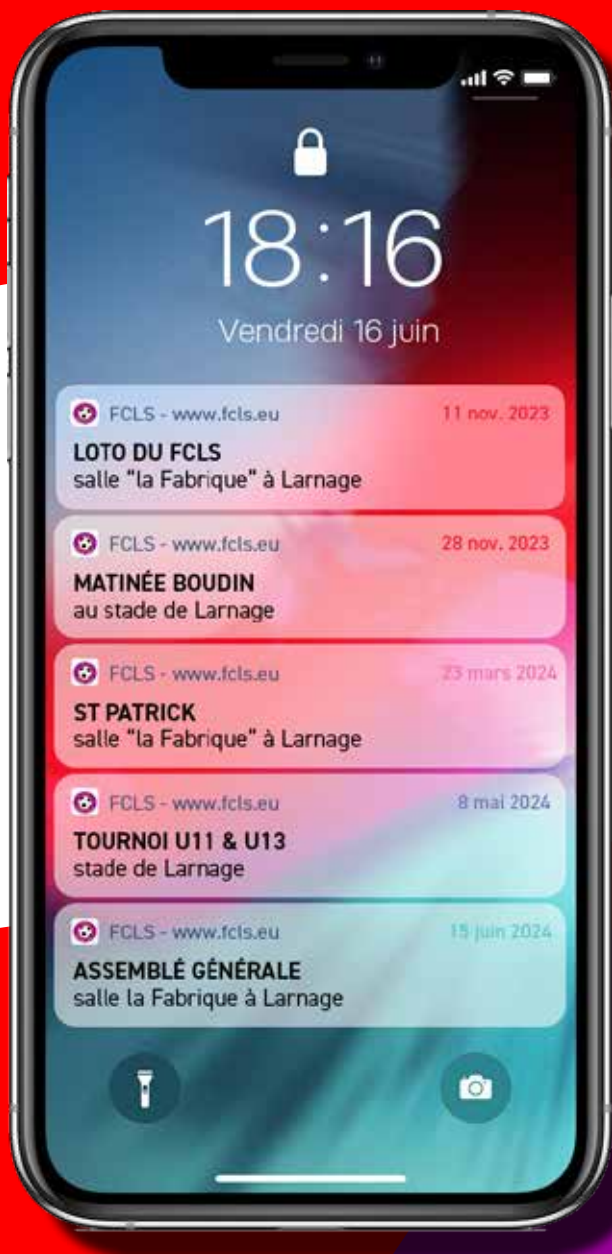 18:16
Vendredi 16 juin
FCLS - www.fcls.eu 11 nov. 2023
LOTO DU FCLS
salle "la Fabrique" à Larnage
FCLS - www.fcls.eu 28 nov. 2023
MATINÉE BOUDIN
au stade de Larnage
FCLS - www.fcls.eu 23 mars 2024
ST PATRICK
salle "la Fabrique" à Larnage
FCLS - www.fcls.eu 8 mai 2024
TOURNOI U11 & U13
stade de Larnage
FCLS - www.fcls.eu 15 juin 2024
ASSEMBLÉ GÉNÉRALE
salle la Fabrique à Larnage